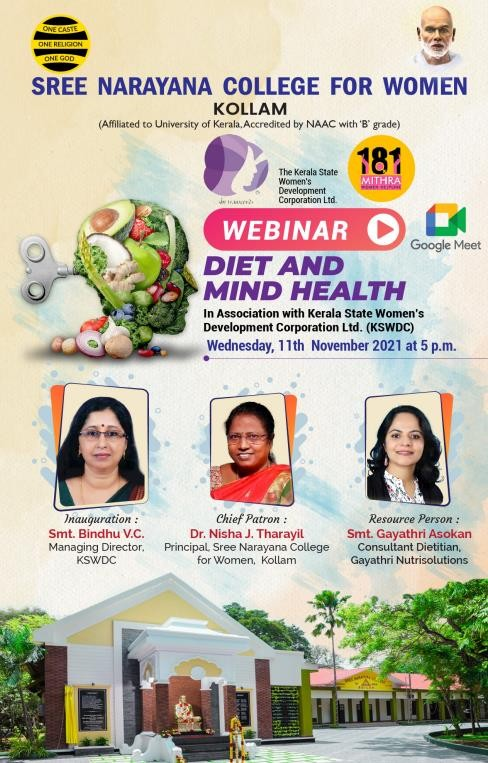 ONE CASTE
ONE RELIGION
ONE GOD
SREE NARAYANA COLLEGE FOR WOMEN
KOLLAM
(Affiliated to University of Kerala, Accredited by NAAC with 'B' grade)
The Kerala State
Women's
Development
Corporation Ltd.
181
MITHRA
WOMEN HELPLINE
WEBINAR
Google Meet
DIET AND
MIND HEALTH
In Association with Kerala State Women's
Development Corporation Ltd. (KSWDC)
Wednesday, 11th November 2021 at 5 p.m.
Inauguration :
Smt. Bindhu V.C.
Managing Director,
KSWDC
Chief Patron :
Dr. Nisha J. Tharayil
Principal, Sree Narayana College
for Women, Kollam
Resource Person :
Smt. Gayathri Asokan
Consultant Dietitian,
Gayathri Nutrisolutions